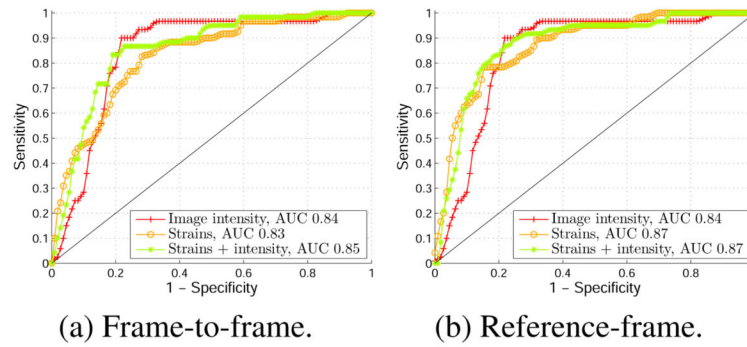 1
0.9
0.8
0.7
0.6
0.5
0.4
0.3
0.2
0.1
0
Sensitivity
Image intensity, AUC 0.84
Strains, AUC 0.83
Strains + intensity, AUC 0.85
0 0.2 0.4 0.6 0.8 1
1 – Specificity
(a) Frame-to-frame.
1
0.9
0.8
0.7
0.6
0.5
0.4
0.3
0.2
0.1
0
Sensitivity
Image intensity, AUC 0.84
Strains, AUC 0.87
Strains + intensity, AUC 0.87
0 0.2 0.4 0.6 0.8
1 – Specificity
(b) Reference-frame.